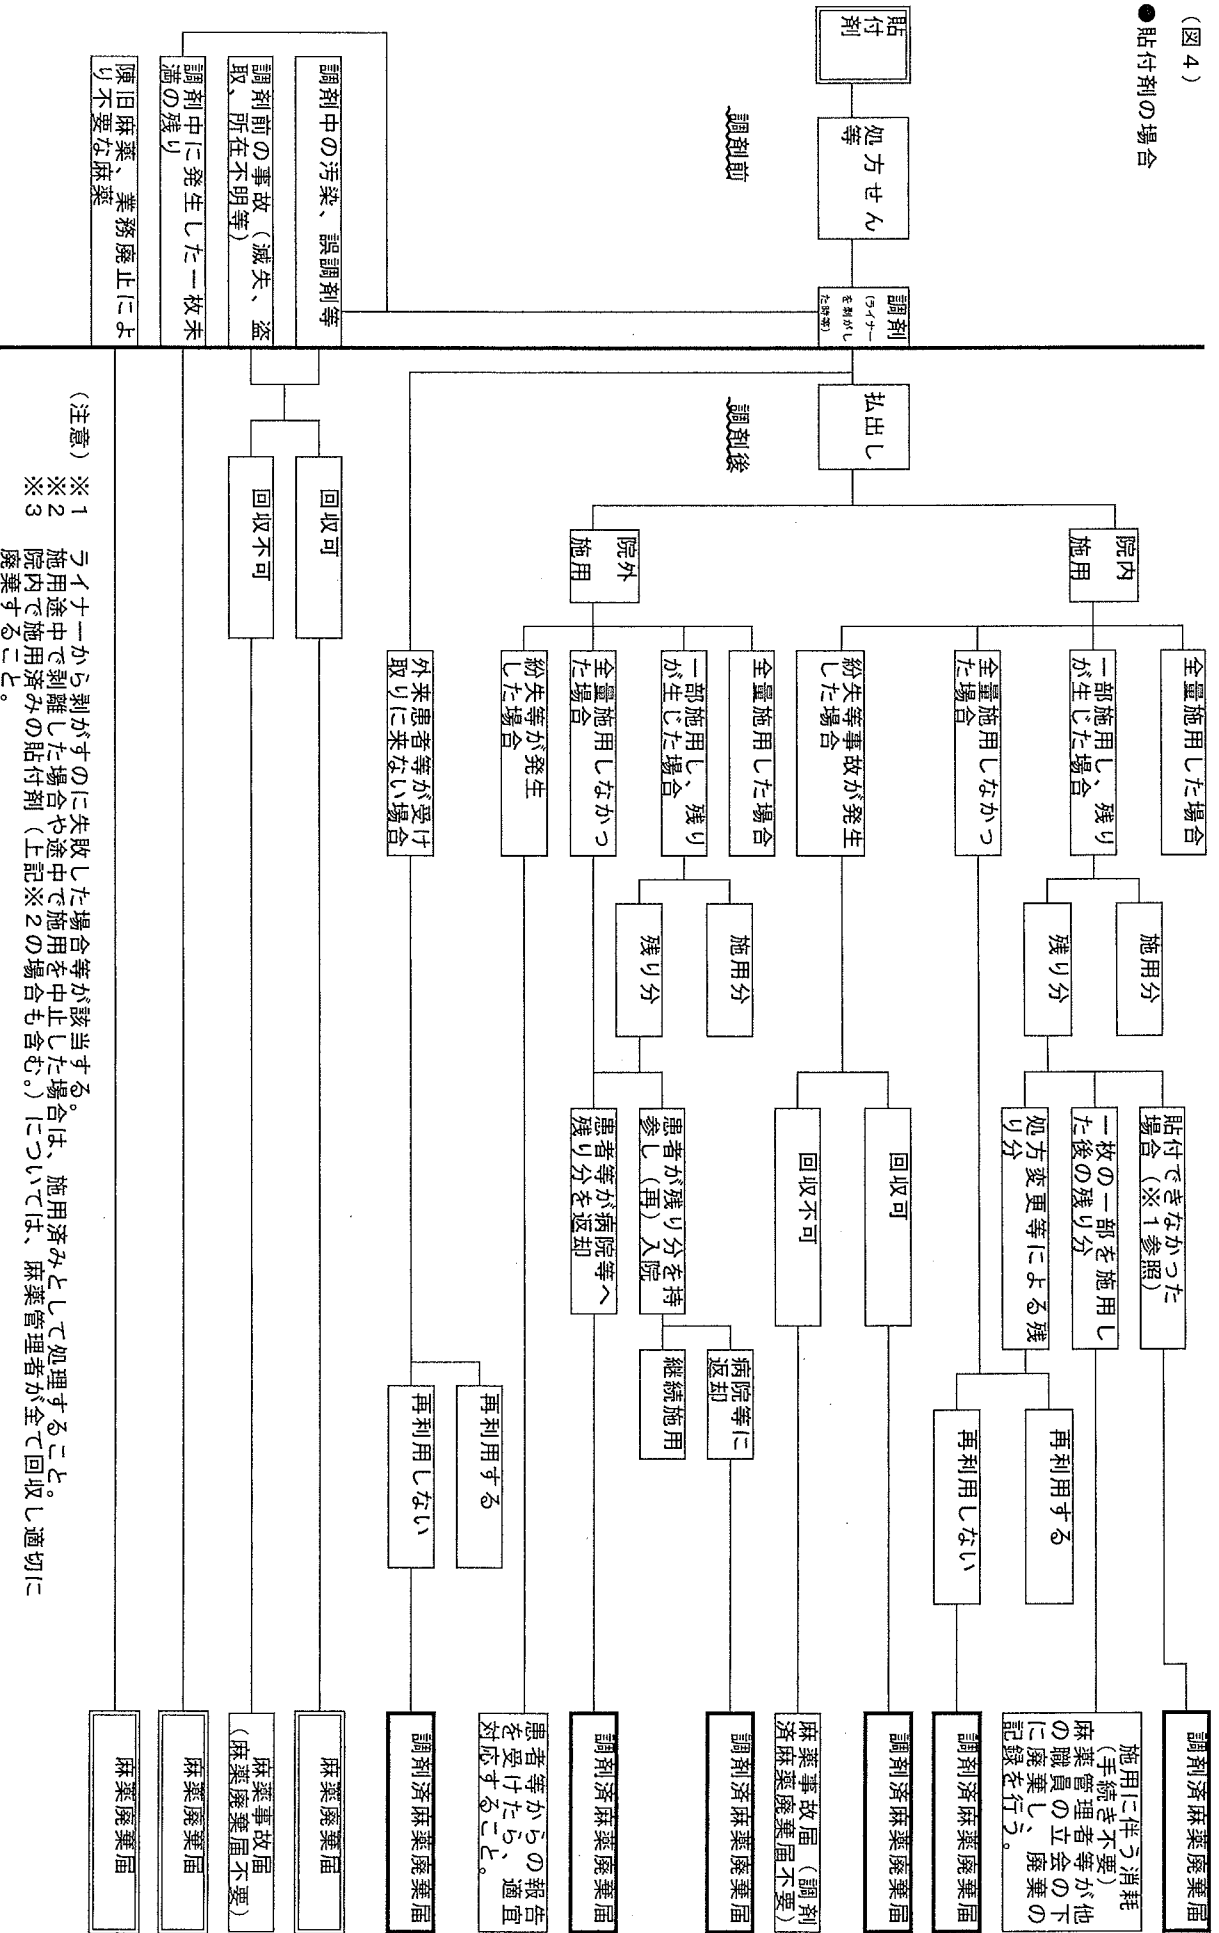 (図4)
●貼付剤の場合
貼付
剤
処方せん
等
調剤
(ライナー
を剥がし
た時等)
調剤前
払出し
調剤後
院内
施用
全量施用した場合
一部施用し、残り
が生じた場合
施用分
残り分
貼付できなかった
場合(※1参照)
調剤済麻薬廃棄届
一枚の一部を施用し
た後の残り分
施用に伴う消耗
(手続き不要)
麻薬管理者等が他
の職員の立会の下
に廃棄し、廃棄の
記録を行う。
処方変更等による残
り分
再利用する
再利用しない
調剤済麻薬廃棄届
全量施用しなかっ
た場合
紛失等事故が発生
した場合
回収可
調剤済麻薬廃棄届
回収不可
麻薬事故届(調剤
済麻薬廃棄届不要)
院外
施用
全量施用した場合
一部施用し、残り
が生じた場合
施用分
残り分
患者が残り分を持
参し(再)入院
病院等に
返却
調剤済麻薬廃棄届
継続施用
患者等が病院等へ
残り分を返却
調剤済麻薬廃棄届
全量施用しなかっ
た場合
紛失等が発生
した場合
患者等からの報告
を受けたら、適宜
対応すること。
外来患者等が受け
取りに来ない場合
再利用する
再利用しない
調剤済麻薬廃棄届
調剤中の汚染、誤調剤等
調剤前の事故(滅失、盗
取、所在不明等)
回収可
麻薬廃棄届
回収不可
麻薬事故届
(麻薬廃棄届不要)
調剤中に発生した一枚未
満の残り
麻薬廃棄届
陳旧麻薬、業務廃止によ
り不要な麻薬
麻薬廃棄届
(注意) ※1 ライナーから剥がすのに失敗した場合等が該当する。
※2 施用途中で剥離した場合や途中で施用を中止した場合は、施用済みとして処理すること。
※3 院内で施用済みの貼付剤(上記※2の場合も含む。)については、麻薬管理者が全て回収し適切に
廃棄すること。